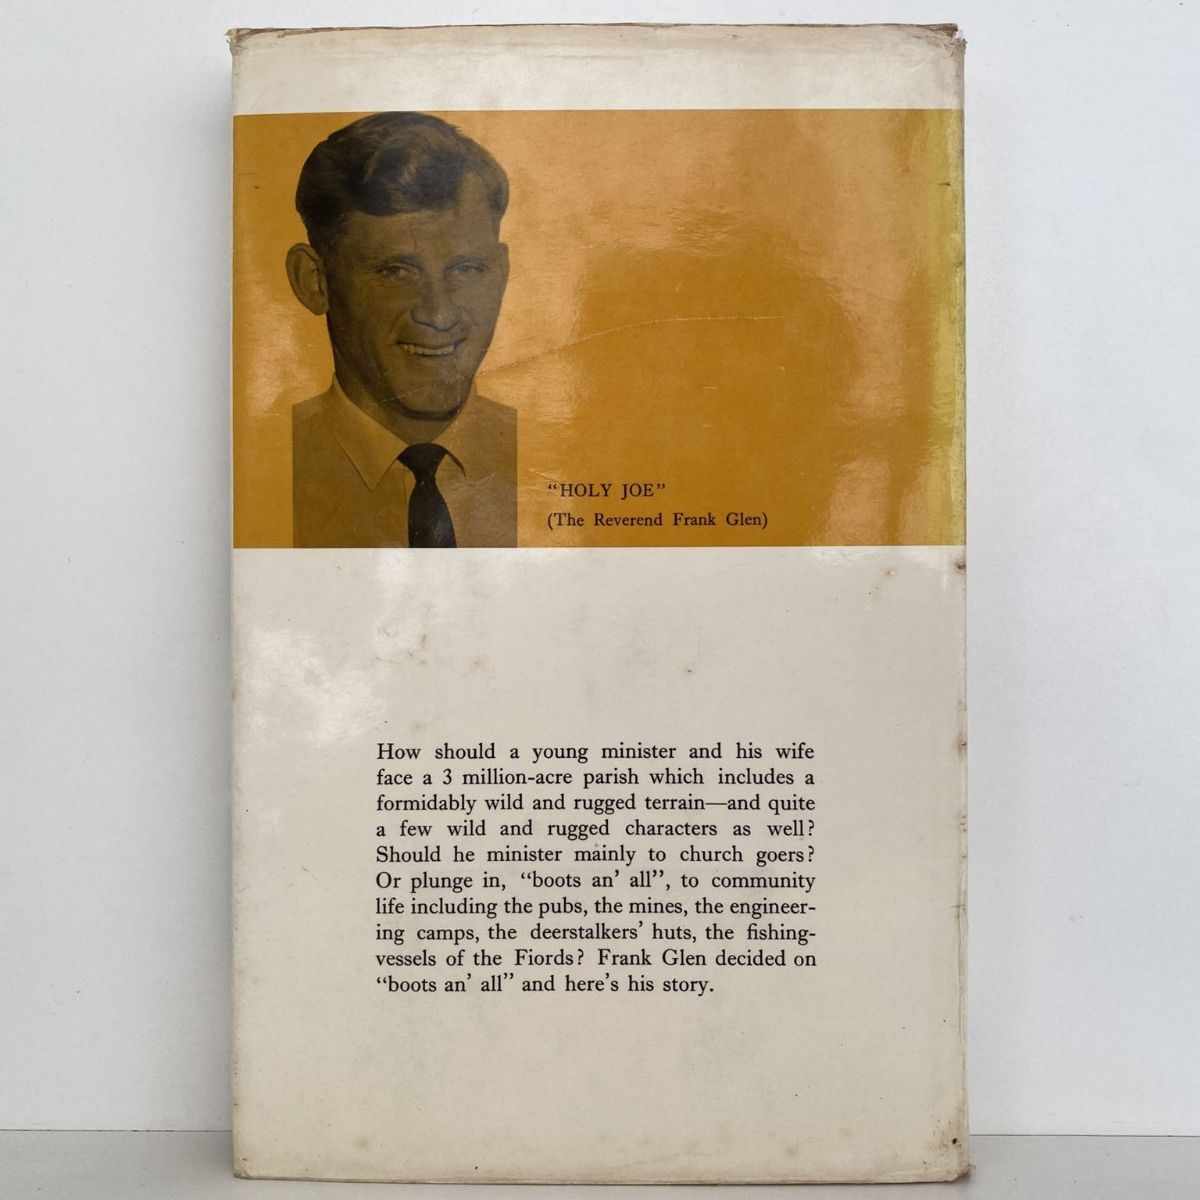 “HOLY JOE”
(The Reverend Frank Glen)
How should a young minister and his wife
face a 3 million-acre parish which includes a
formidably wild and rugged terrain—and quite
a few wild and rugged characters as well?
Should he minister mainly to church goers?
Or plunge in, “boots an’ all”, to community
life including the pubs, the mines, the engineer-
ing camps, the deerstalkers’ huts, the fishing-
vessels of the Fiords? Frank Glen decided on
“boots an’ all” and here’s his story.